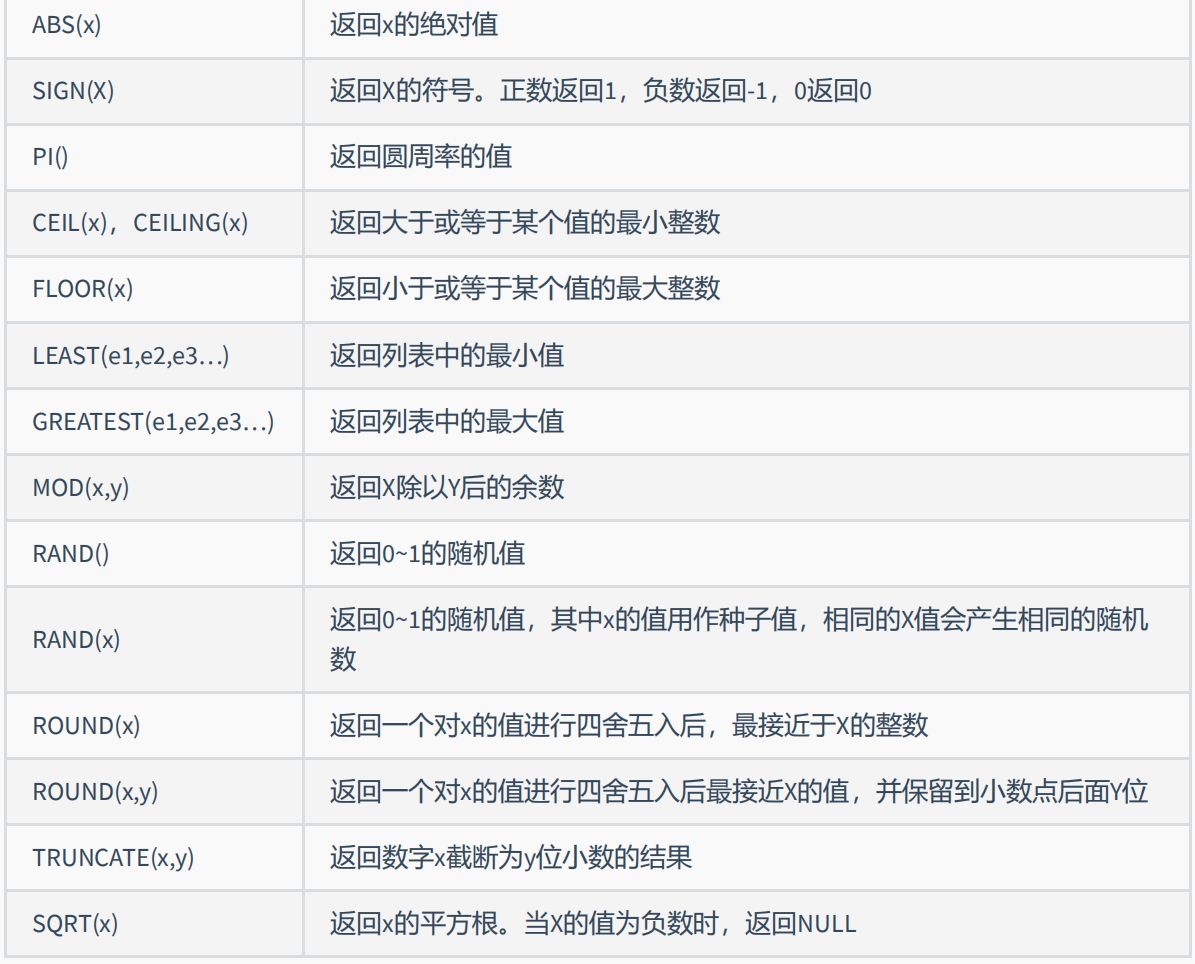 ABS(x) 返回x的绝对值
SIGN(X) 返回X的符号。正数返回1，负数返回-1，0返回0
PI() 返回圆周率的值
CEIL(x)，CEILING(x) 返回大于或等于某个值的最小整数
FLOOR(x) 返回小于或等于某个值的最大整数
LEAST(e1,e2,e3…) 返回列表中的最小值
GREATEST(e1,e2,e3…) 返回列表中的最大值
MOD(x,y) 返回X除以Y后的余数
RAND() 返回0~1的随机值
RAND(x) 返回0~1的随机值，其中x的值用作种子值，相同的X值会产生相同的随机
数
ROUND(x) 返回一个对x的值进行四舍五入后，最接近于X的整数
ROUND(x,y) 返回一个对x的值进行四舍五入后最接近X的值，并保留到小数点后面Y位
TRUNCATE(x,y) 返回数字x截断为y位小数的结果
SQRT(x) 返回x的平方根。当X的值为负数时，返回NULL